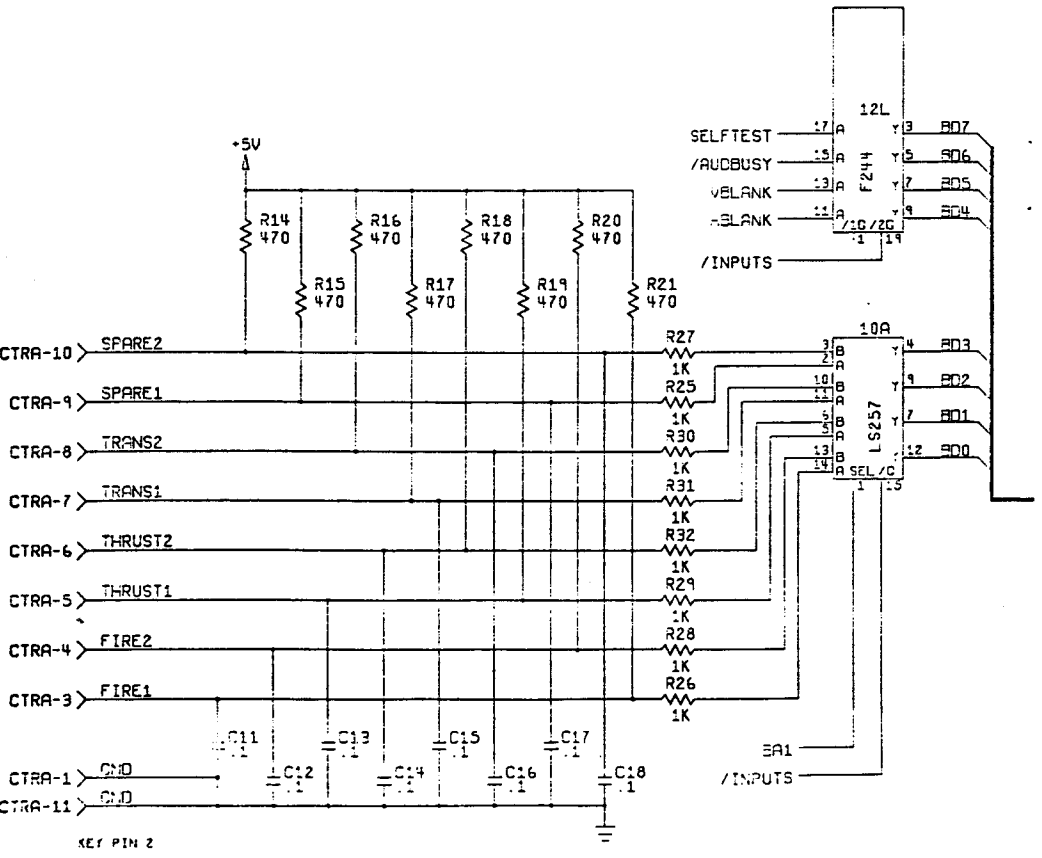 12L
SELFTEST 17 A Y 3 BD7
/AUDBUSY 15 A Y 5 BD6
VBLANK 13 A Y 7 BD5
11 A Y 9 BD4
F244
/1G /2G
1 19
/INPUTS
+5V
R14 470
R16 470
R18 470
R20 470
R15 470
R17 470
R19 470
R21 470
10A
CTRA-10 SPARE2 R27 1K 3 B Y 4 BD3
2 A
CTRA-9 SPARE1 R25 1K 10 B Y 9 BD2
11 A
CTRA-8 TRANS2 R30 1K 6 B Y 7 BD1
5 A
CTRA-7 TRANS1 R31 1K 13 B 12 BD0
14 A
LS257
SEL /G
1 15
CTRA-6 THRUST2 R32 1K
CTRA-5 THRUST1 R29 1K
CTRA-4 FIRE2 R28 1K
CTRA-3 FIRE1 R26 1K
C11 .1
C13 .1
C15 .1
C17 .1
CTRA-1 GND
C12 .1
C14 .1
C16 .1
C18 .1
CTRA-11 GND
/INPUTS
KEY PIN 2